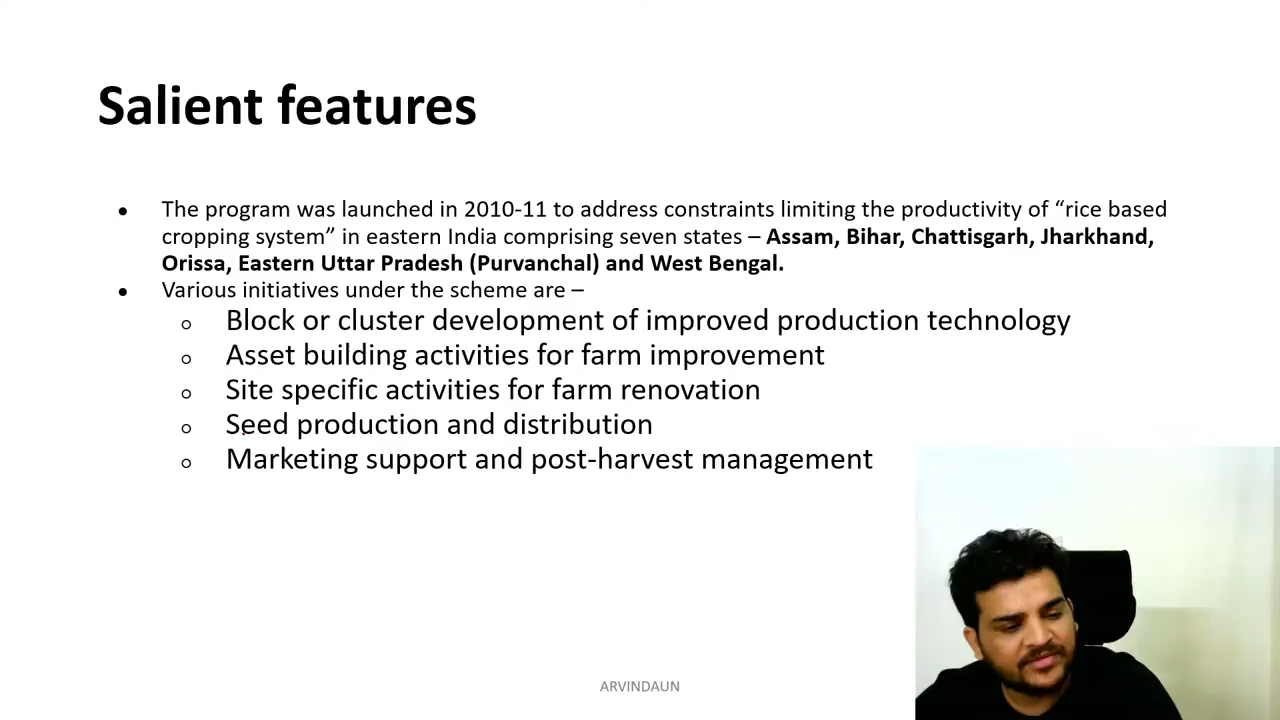 Salient features
● The program was launched in 2010-11 to address constraints limiting the productivity of “rice based
cropping system” in eastern India comprising seven states – Assam, Bihar, Chattisgarh, Jharkhand,
Orissa, Eastern Uttar Pradesh (Purvanchal) and West Bengal.
● Various initiatives under the scheme are –
○ Block or cluster development of improved production technology
○ Asset building activities for farm improvement
○ Site specific activities for farm renovation
○ Seed production and distribution
○ Marketing support and post-harvest management
ARVINDAUN